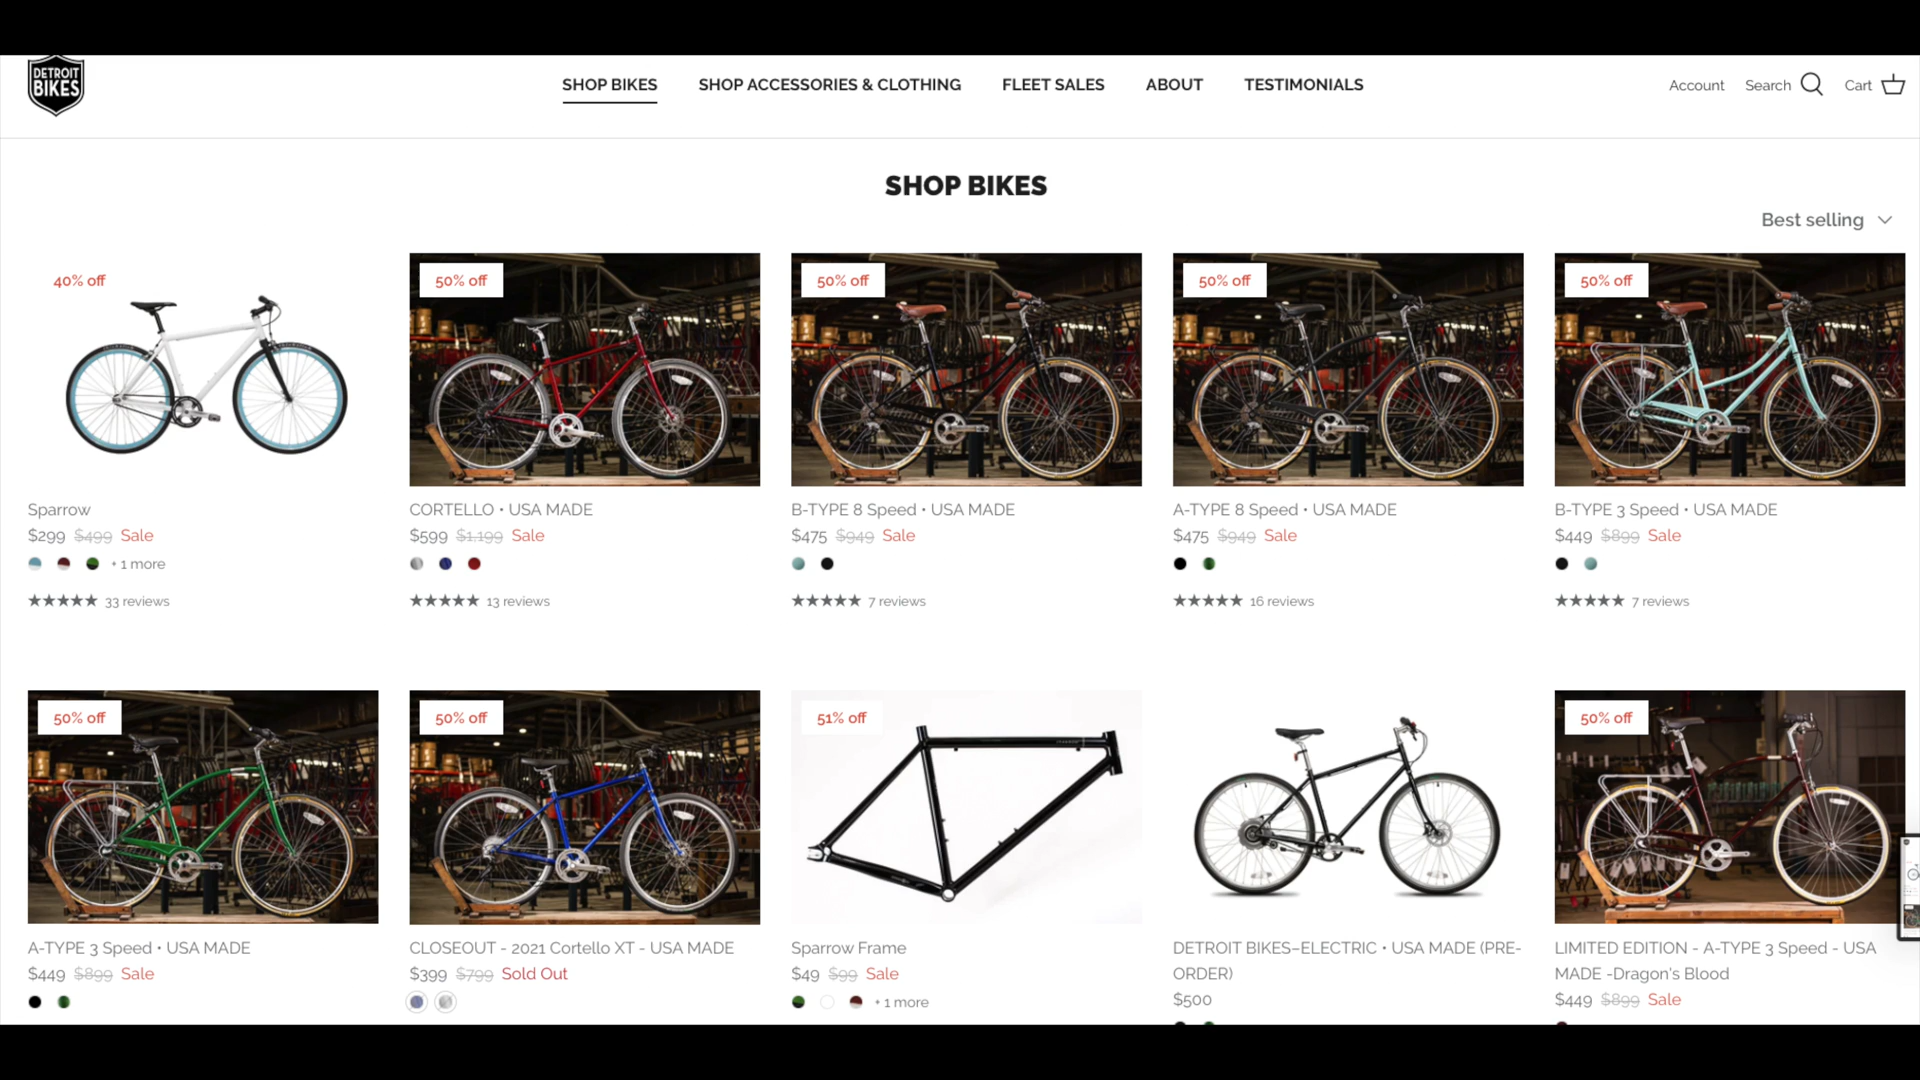 DETROIT
BIKES
SHOP BIKES
SHOP ACCESSORIES & CLOTHING
FLEET SALES
ABOUT
TESTIMONIALS
Account
Search
Cart
SHOP BIKES
Best selling
40% off
50% off
50% off
50% off
50% off
Sparrow
$299 $499 Sale
+ 1 more
★★★★★ 33 reviews
CORTELLO • USA MADE
$599 $1,199 Sale
★★★★★ 13 reviews
B-TYPE 8 Speed • USA MADE
$475 $949 Sale
★★★★★ 7 reviews
A-TYPE 8 Speed • USA MADE
$475 $949 Sale
★★★★★ 16 reviews
B-TYPE 3 Speed • USA MADE
$449 $899 Sale
★★★★★ 7 reviews
50% off
50% off
51% off
50% off
A-TYPE 3 Speed • USA MADE
$449 $899 Sale
CLOSEOUT - 2021 Cortello XT - USA MADE
$399 $799 Sold Out
Sparrow Frame
$49 $99 Sale
+ 1 more
DETROIT BIKES–ELECTRIC • USA MADE (PRE-
ORDER)
$500
LIMITED EDITION - A-TYPE 3 Speed - USA
MADE -Dragon's Blood
$449 $899 Sale